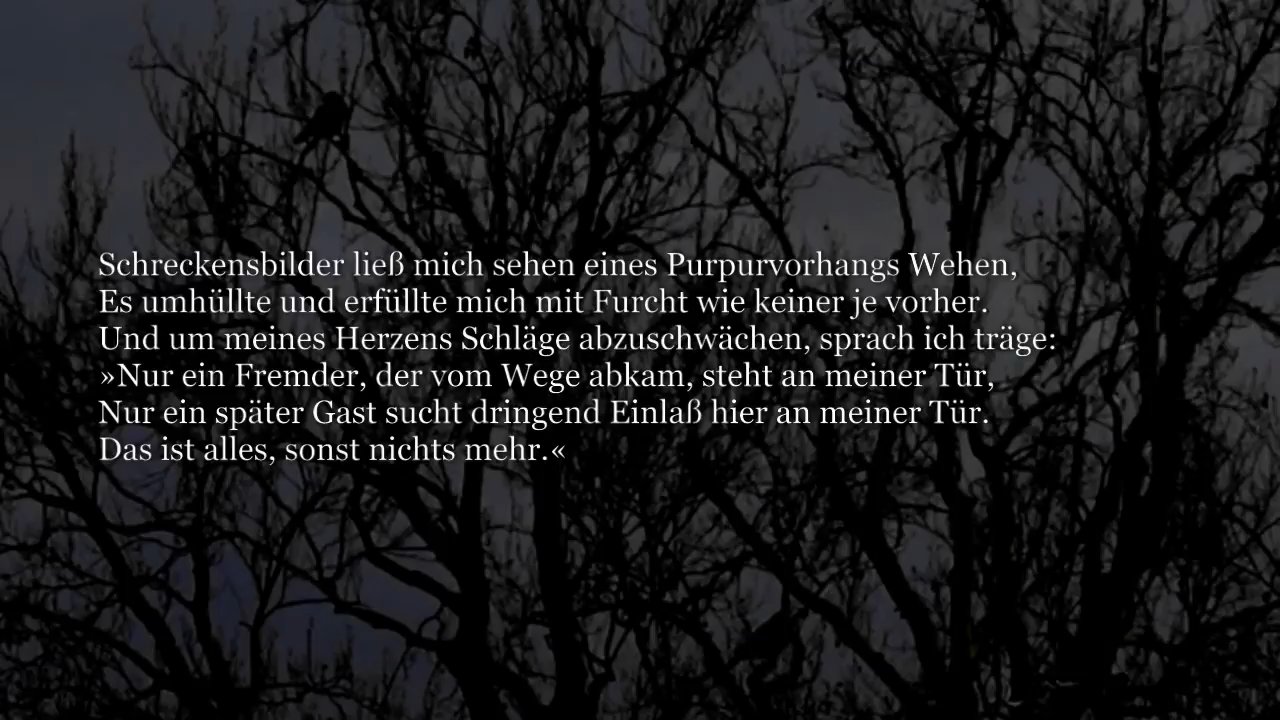 Schreckensbilder ließ mich sehen eines Purpurvorhangs Wehen,
Es umhüllte und erfüllte mich mit Furcht wie keiner je vorher.
Und um meines Herzens Schläge abzuschwächen, sprach ich träge:
»Nur ein Fremder, der vom Wege abkam, steht an meiner Tür,
Nur ein später Gast sucht dringend Einlaß hier an meiner Tür.
Das ist alles, sonst nichts mehr.«